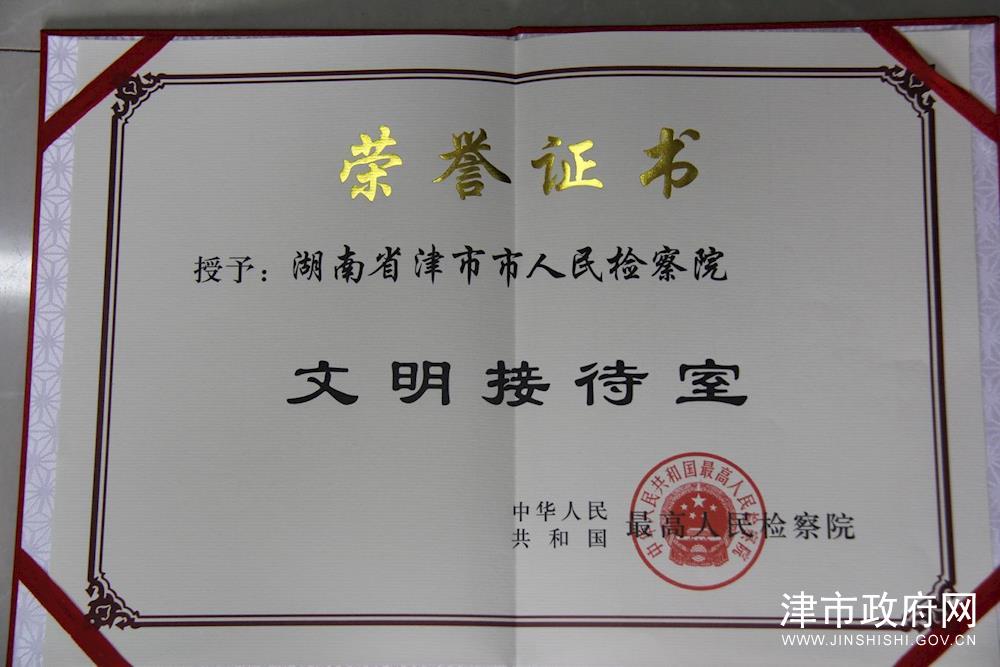 荣誉证书
授予：湖南省津市市人民检察院
文明接待室
中华人民
共和国
最高人民检察院
中华人民共和国最高人民检察院
津市政府网
WWW.JINSHISHI.GOV.CN